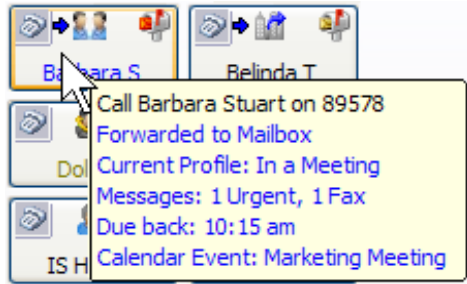 Barbara S
Belinda T
Call Barbara Stuart on 89578
Forwarded to Mailbox
Current Profile: In a Meeting
Messages: 1 Urgent, 1 Fax
Due back: 10:15 am
Calendar Event: Marketing Meeting
Dol
IS H